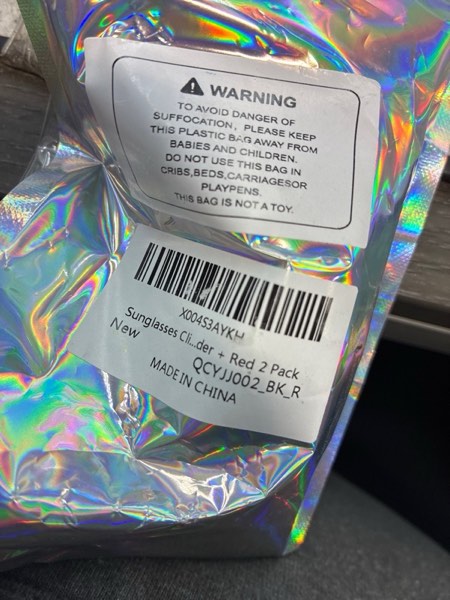 WARNING
TO AVOID DANGER OF
SUFFOCATION, PLEASE KEEP
THIS PLASTIC BAG AWAY FROM
BABIES AND CHILDREN.
DO NOT USE THIS BAG IN
CRIBS,BEDS,CARRIAGESOR
PLAYPENS.
THIS BAG IS NOT A TOY.
X004S3AYKH
Sunglasses Cli...der + Red 2 Pack
New
QCYJJ002_BK_R
MADE IN CHINA